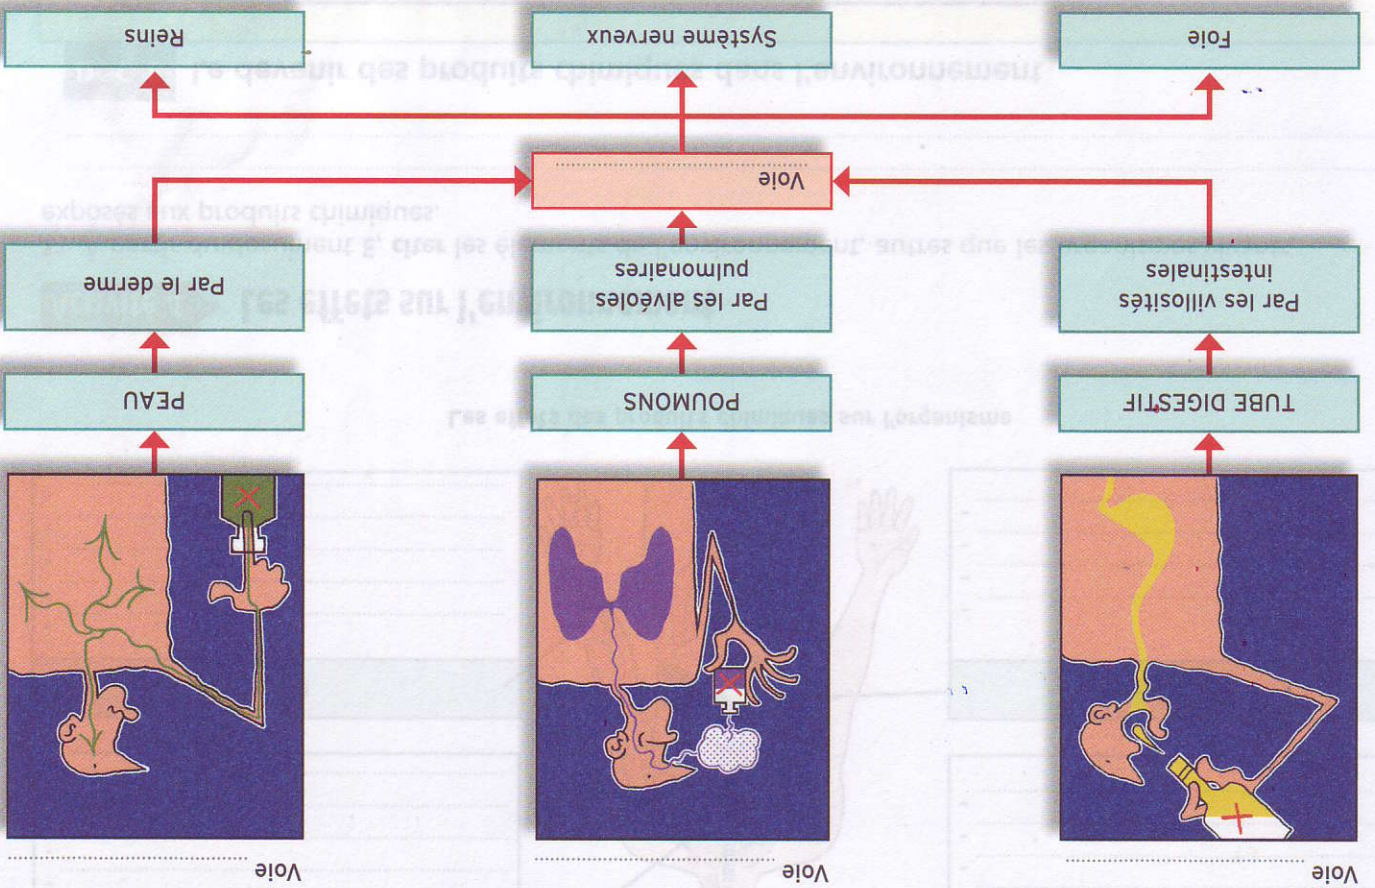 Voie ..............................
Voie ..............................
Voie ..............................
TUBE DIGESTIF
POUMONS
PEAU
Par les villosités
intestinales
Par les alvéoles
pulmonaires
Par le derme
Voie
..............................
Foie
Système nerveux
Reins